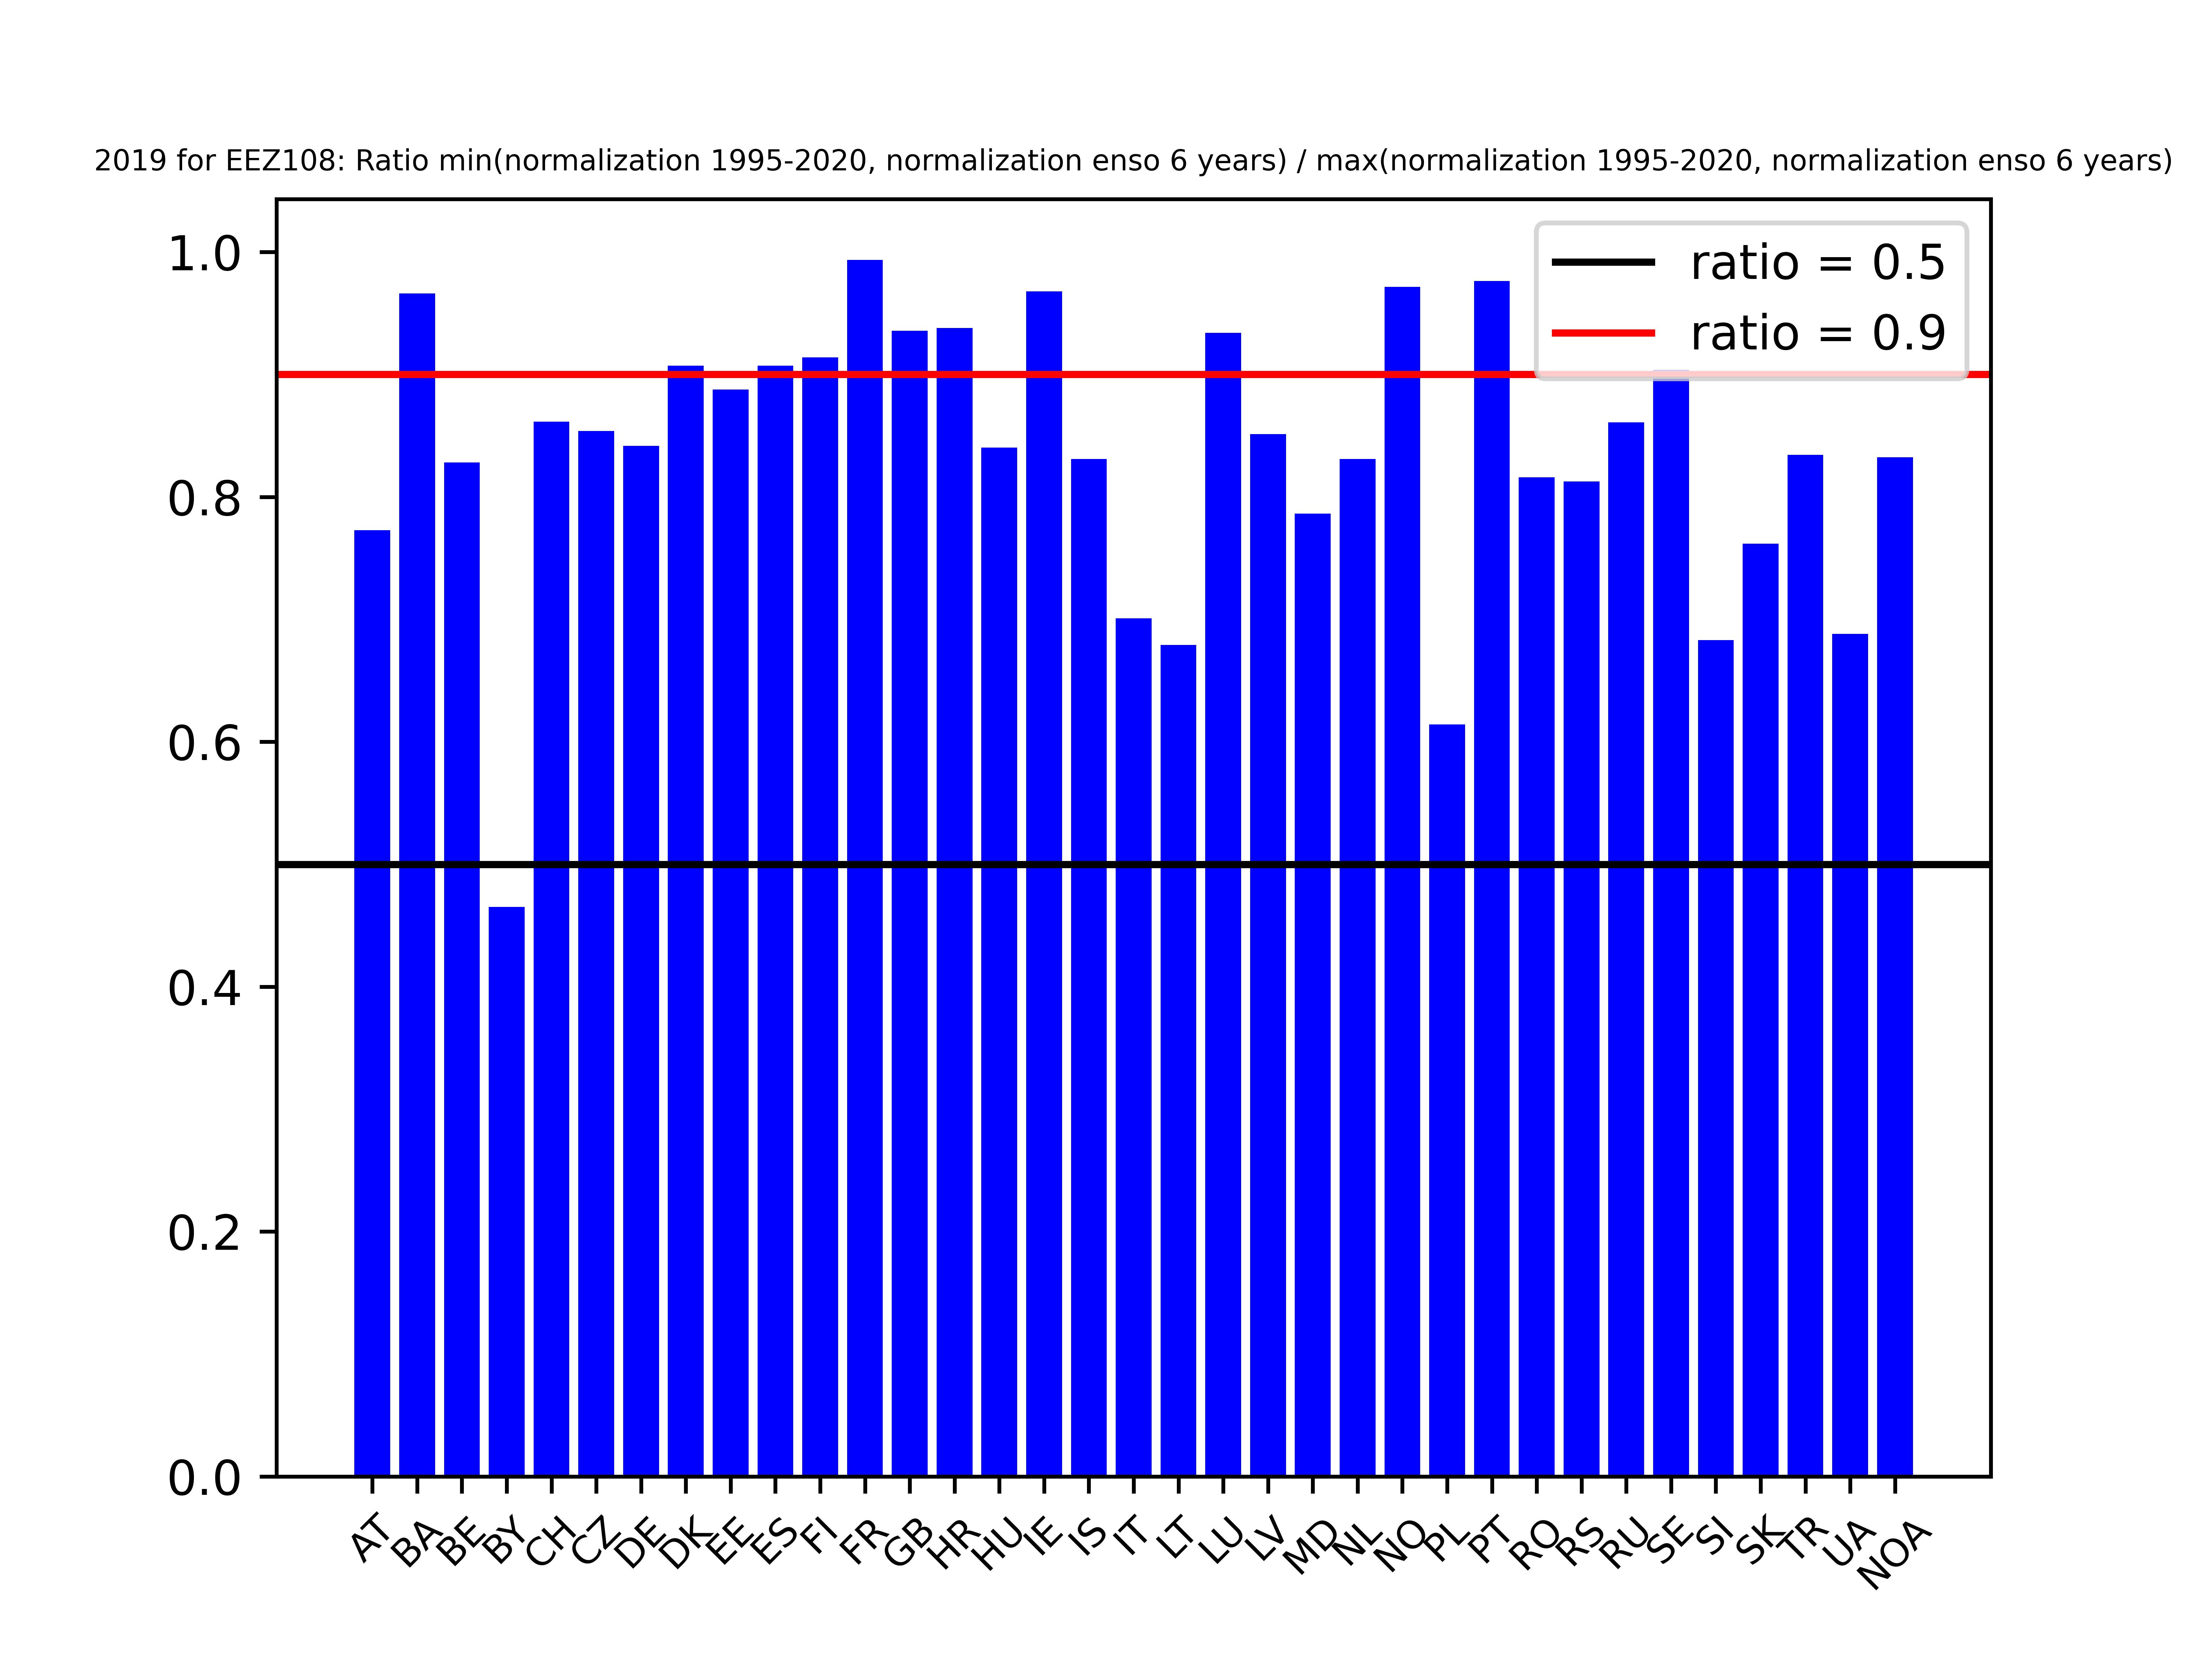 2019 for EEZ108: Ratio min(normalization 1995-2020, normalization enso 6 years) / max(normalization 1995-2020, normalization enso 6 years)
ratio = 0.5
ratio = 0.9
1.0
0.8
0.6
0.4
0.2
0.0
AT BA BE BY CH CZ DE DK EE ES FI FR GB HR HU IE IS IT LT LU LV MD NL NO PL PT RO RS RU SE SI SK TR UA NOA